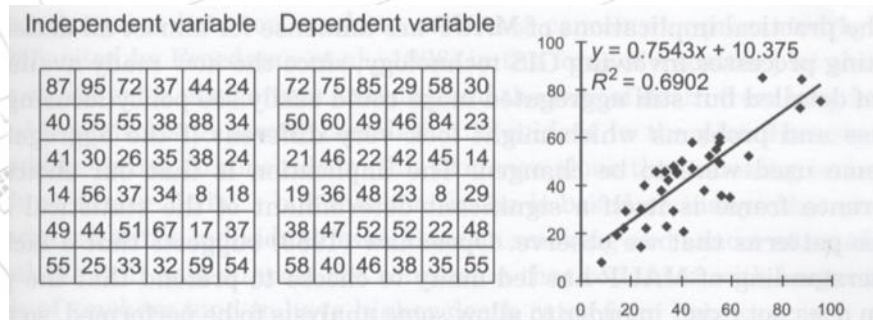 Independent variable Dependent variable
87 95 72 37 44 24
40 55 55 38 88 34
41 30 26 35 38 24
14 56 37 34 8 18
49 44 51 67 17 37
55 25 33 32 59 54
72 75 85 29 58 30
50 60 49 46 84 23
21 46 22 42 45 14
19 36 48 23 8 29
38 47 52 52 22 48
58 40 46 38 35 55
y = 0.7543x + 10.375
R² = 0.6902
100
80
60
40
20
0
0 20 40 60 80 100